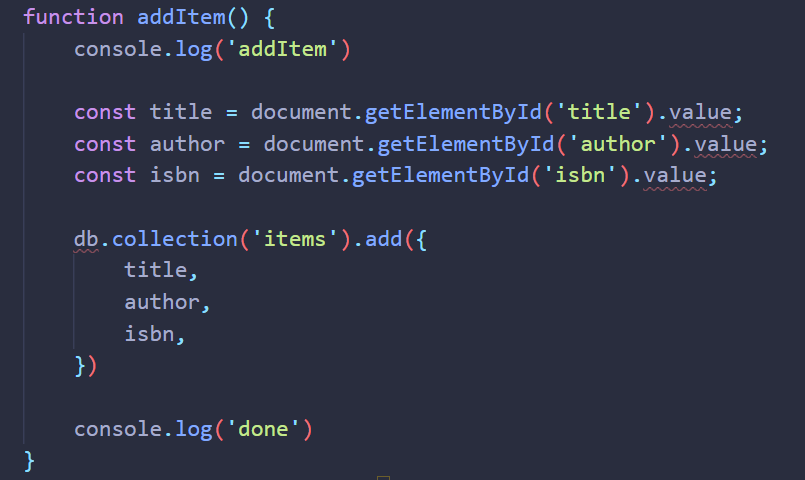 function addItem() {
console.log('addItem')
const title = document.getElementById('title').value;
const author = document.getElementById('author').value;
const isbn = document.getElementById('isbn').value;
db.collection('items').add({
title,
author,
isbn,
})
console.log('done')
}